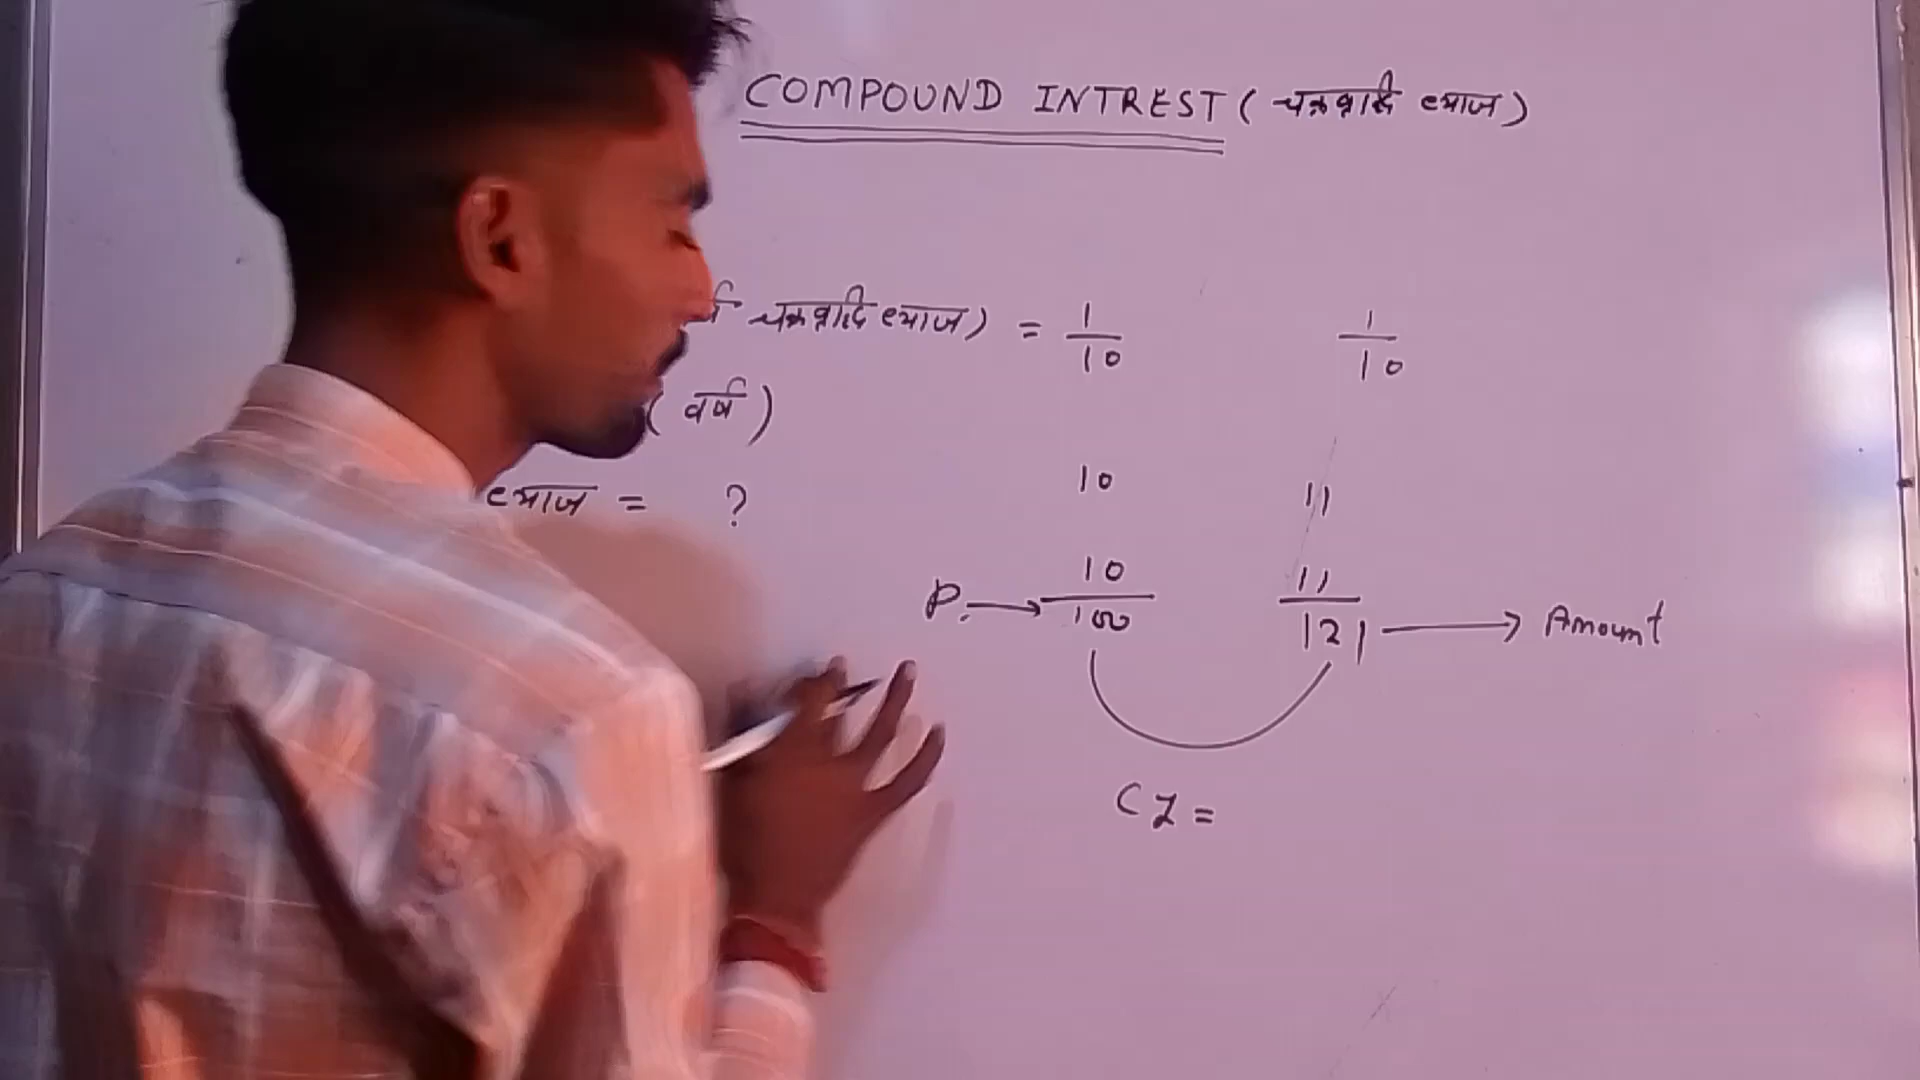 COMPOUND INTREST (चक्रवृद्धि ब्याज)
चक्रवृद्धि ब्याज) = 1/10 1/10
(वर्ष)
ब्याज = ?
10 11
10 11
P. → 100 121 → Amount
CI =